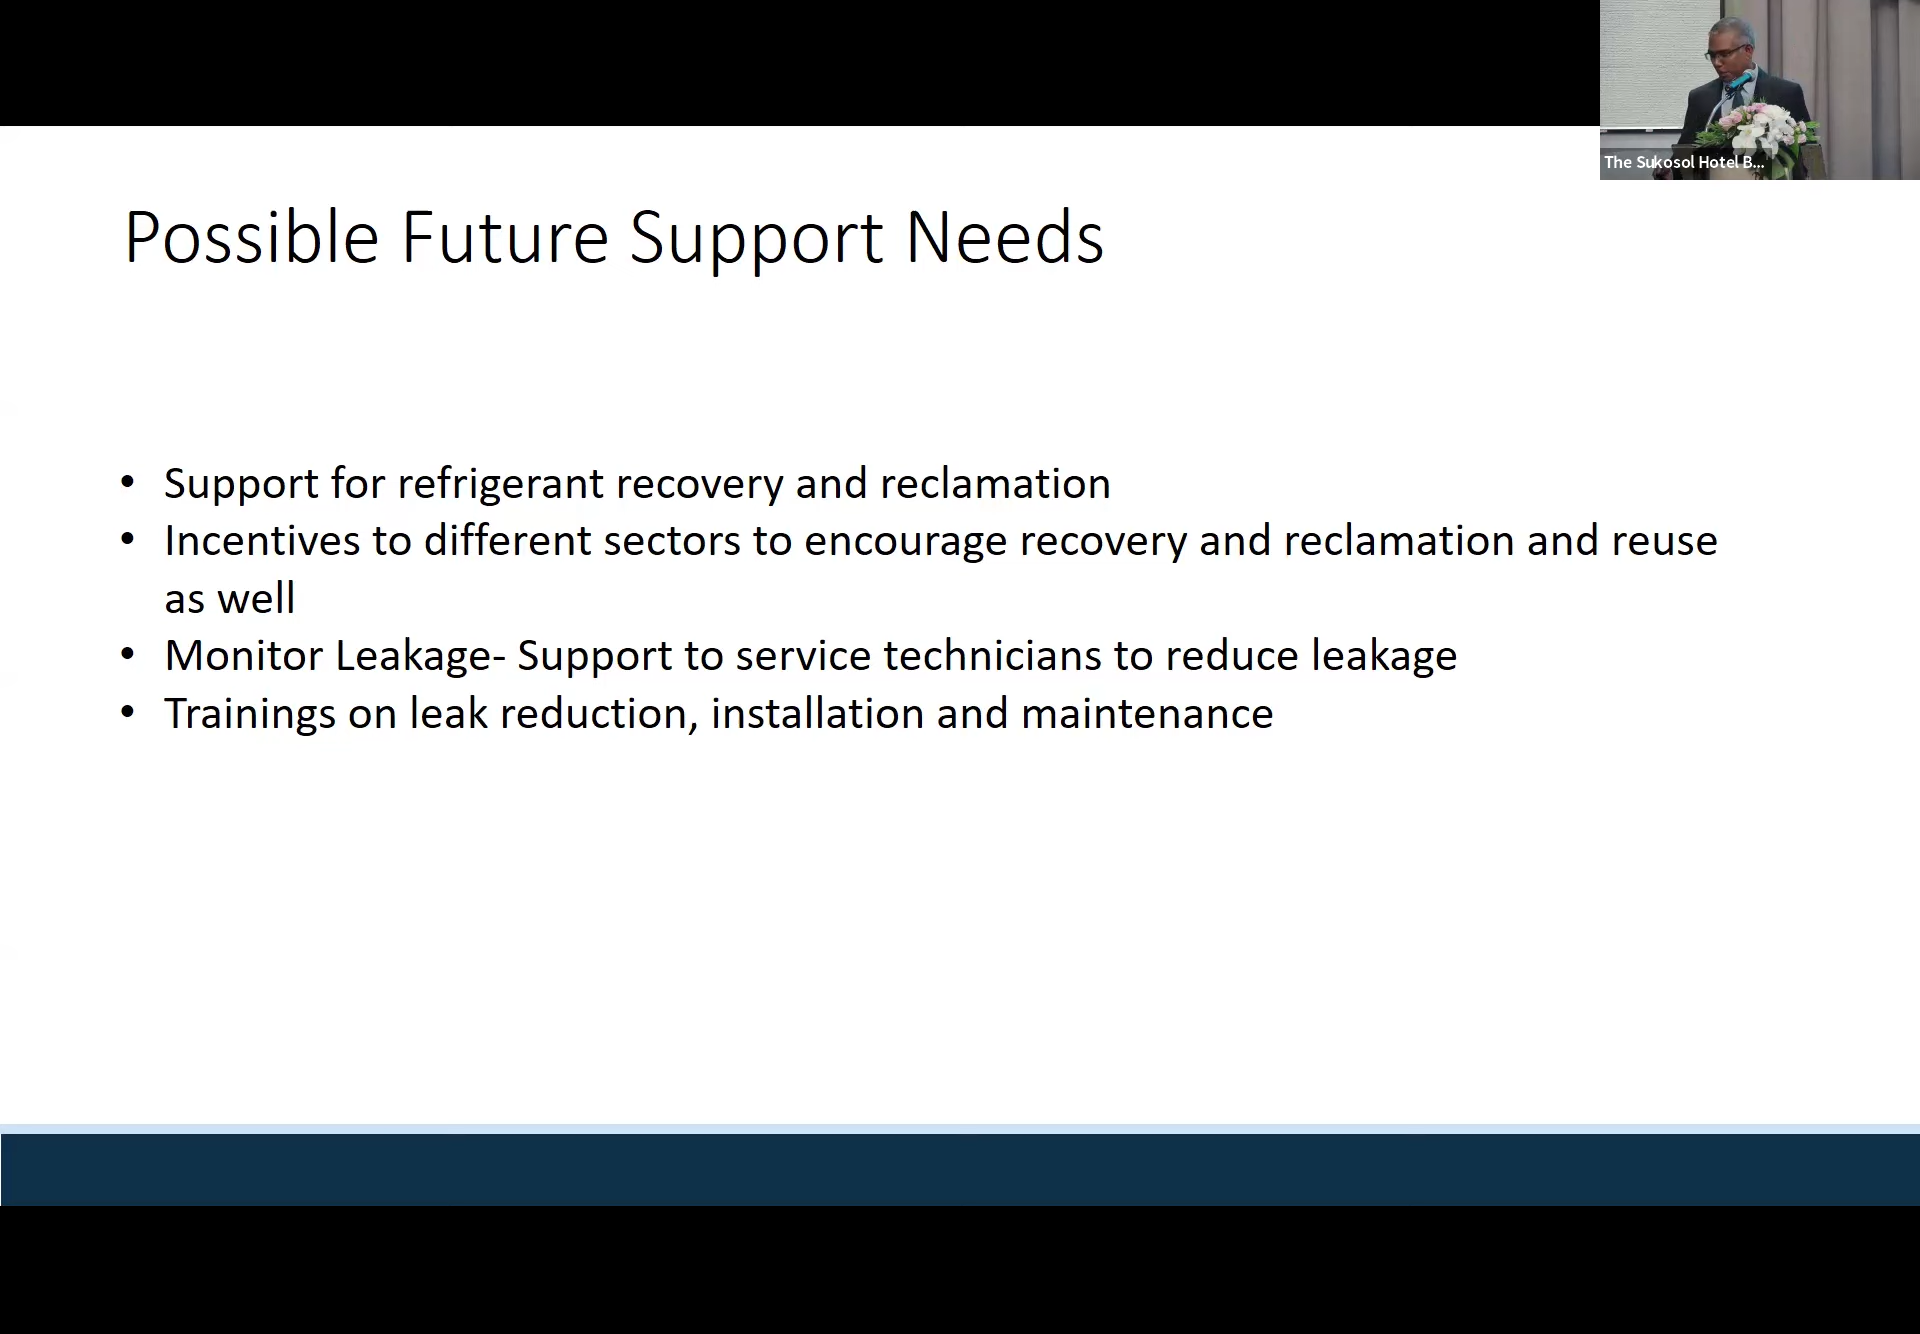 The Sukosol Hotel B...
Possible Future Support Needs
• Support for refrigerant recovery and reclamation
• Incentives to different sectors to encourage recovery and reclamation and reuse
as well
• Monitor Leakage- Support to service technicians to reduce leakage
• Trainings on leak reduction, installation and maintenance